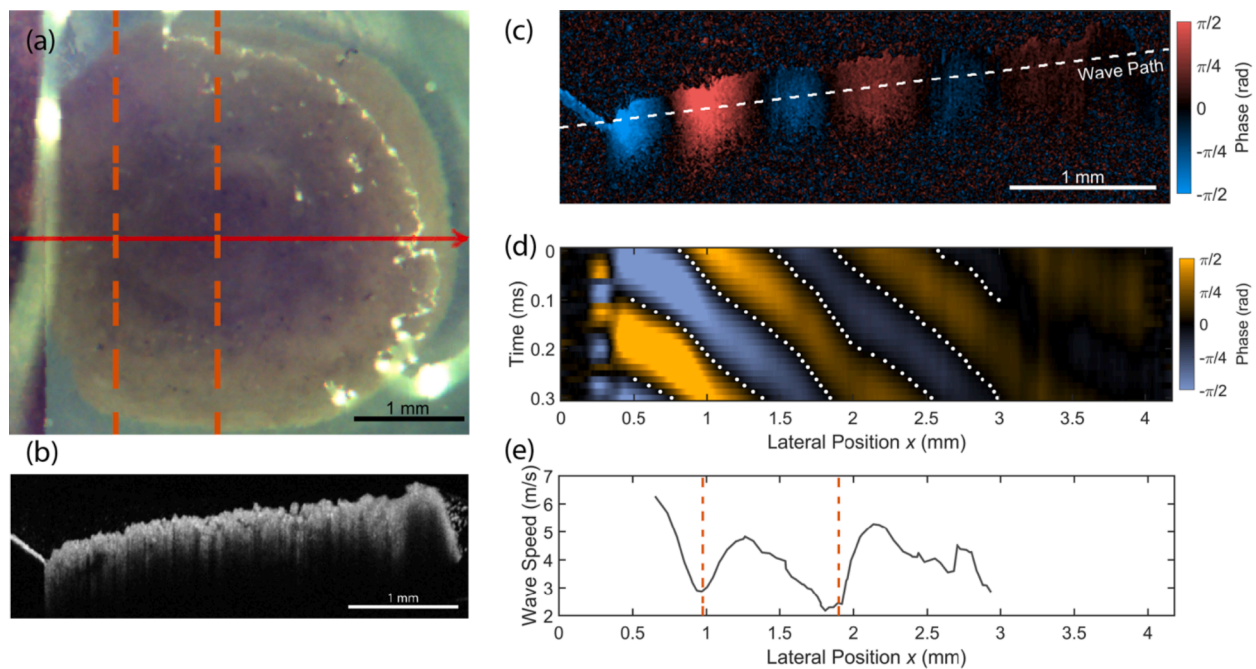 (a)
1 mm
(b)
1 mm
(c)
Wave Path
1 mm
π/2
π/4
0
-π/4
-π/2
Phase (rad)
(d)
0
0.1
0.2
0.3
Time (ms)
0 0.5 1 1.5 2 2.5 3 3.5 4
Lateral Position x (mm)
π/2
π/4
0
-π/4
-π/2
Phase (rad)
(e)
7
6
5
4
3
2
Wave Speed (m/s)
0 0.5 1 1.5 2 2.5 3 3.5 4
Lateral Position x (mm)